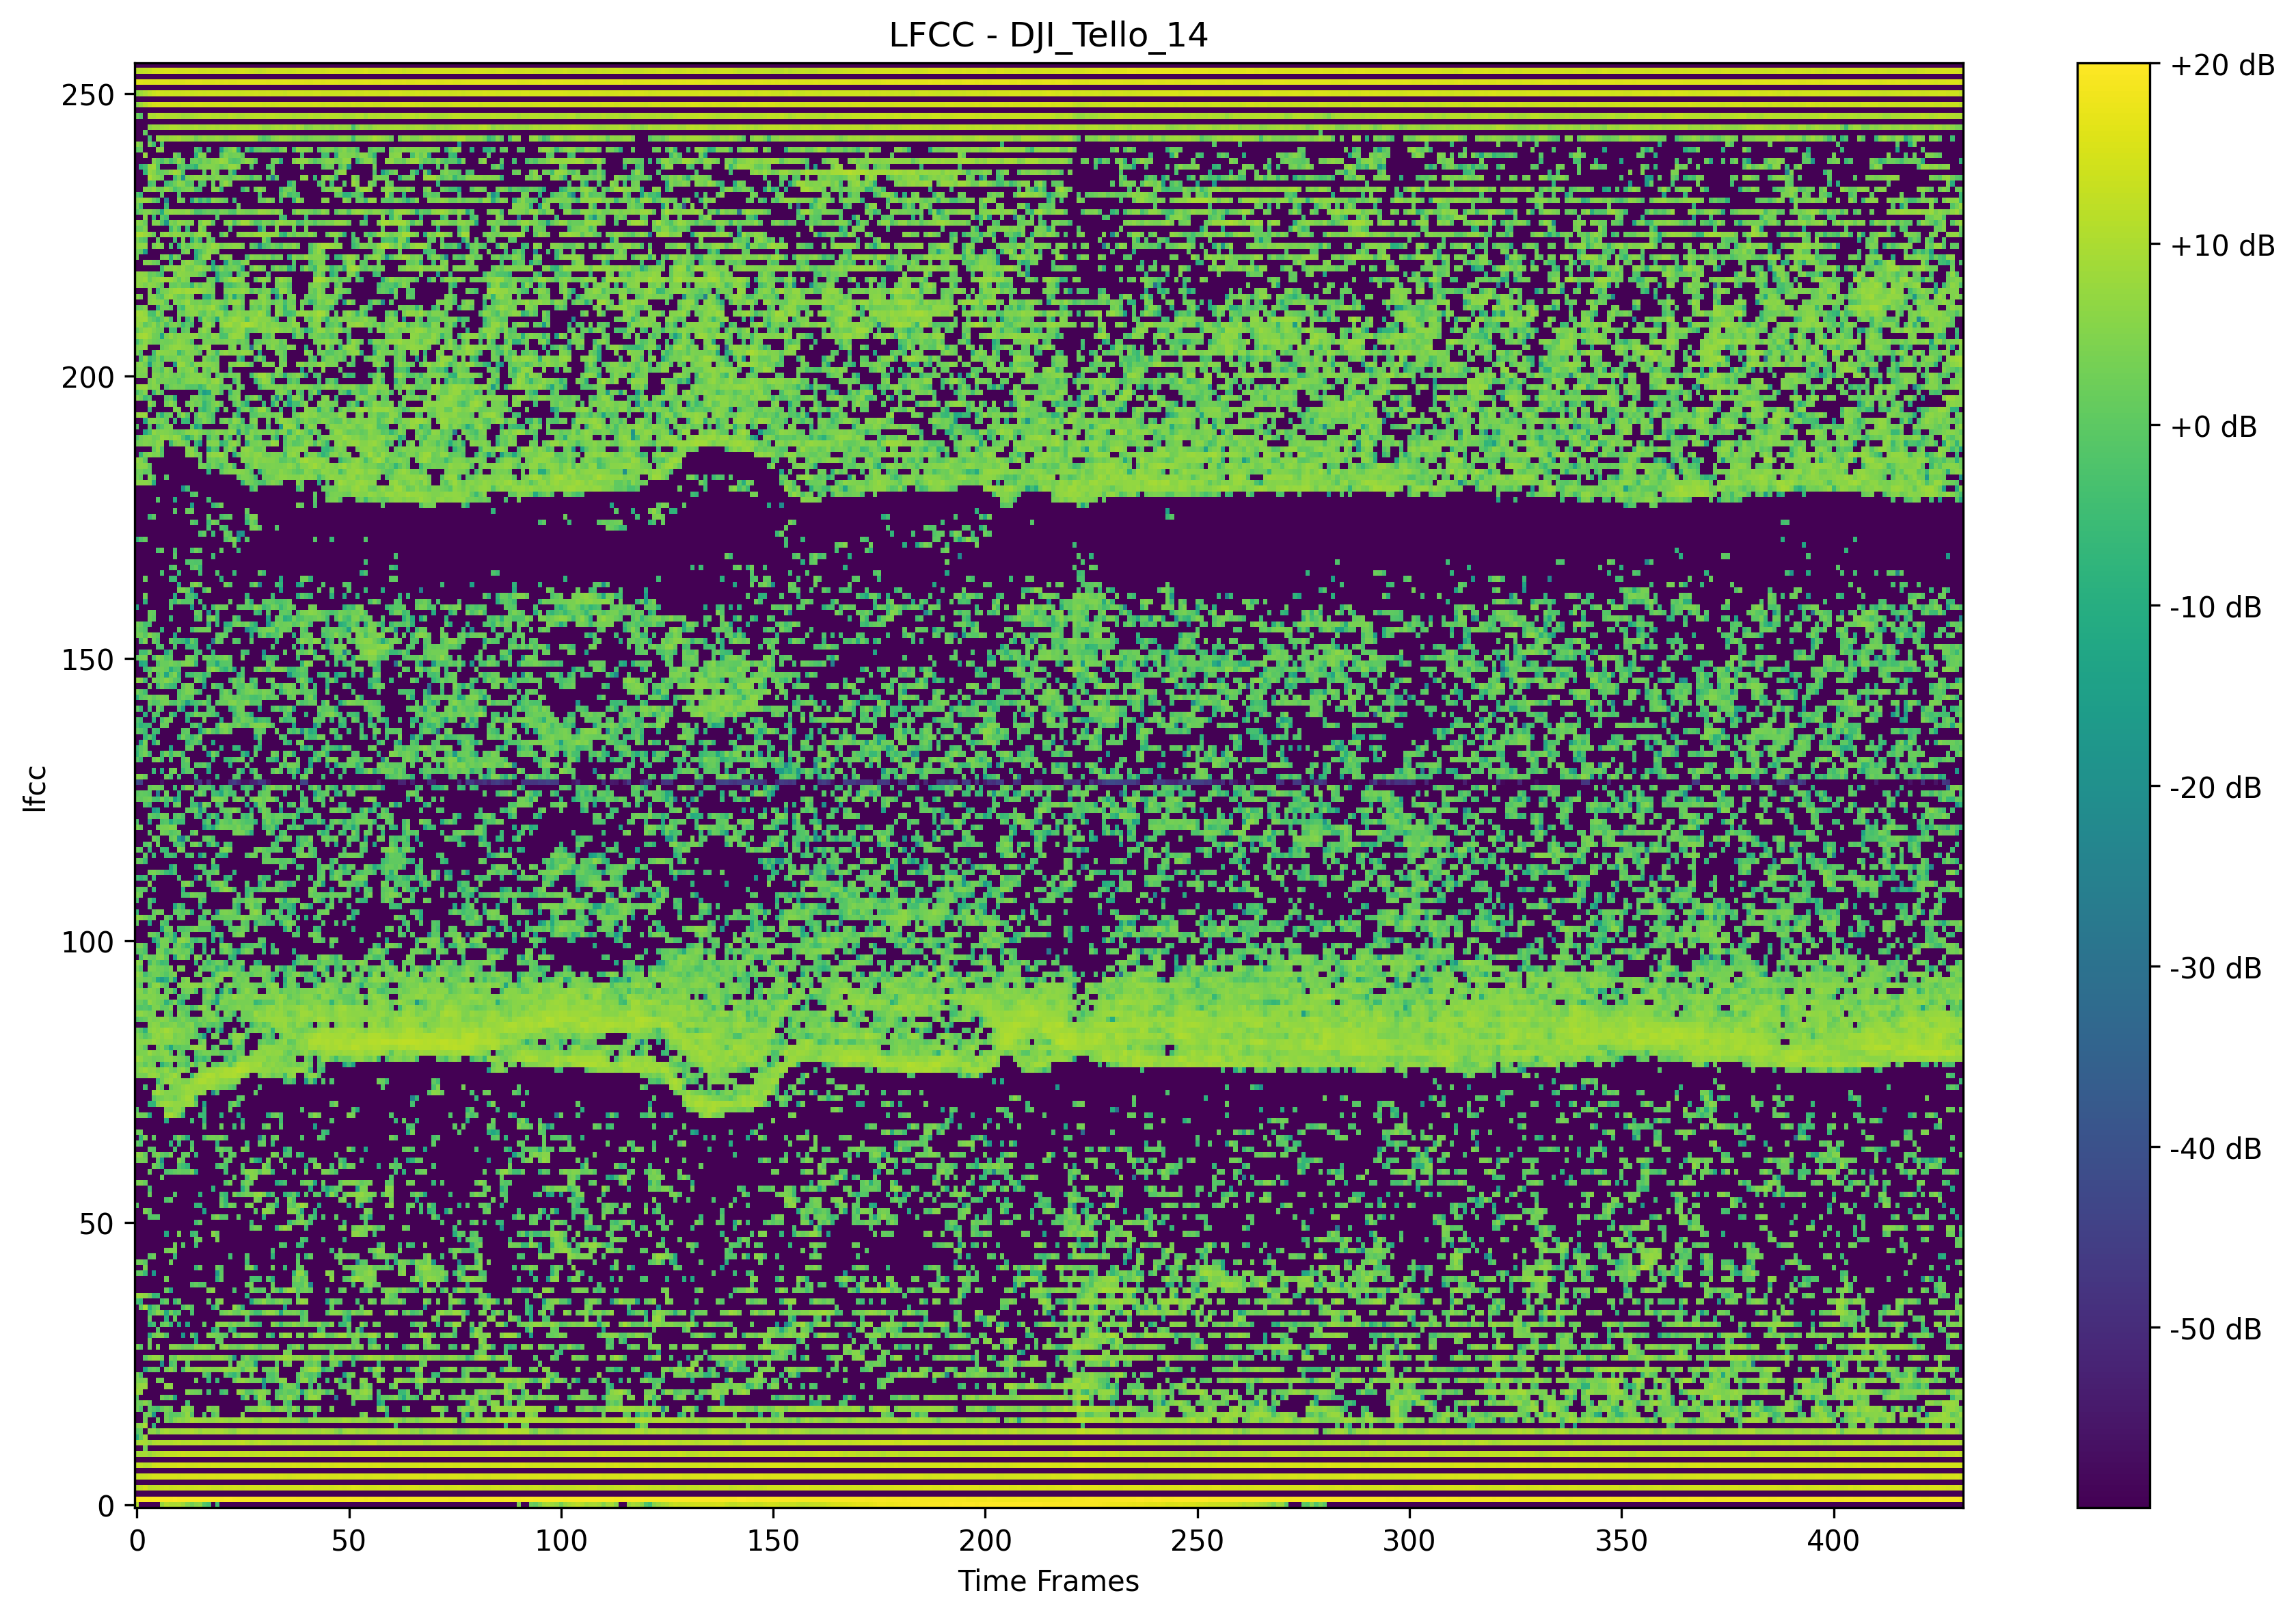 LFCC - DJI_Tello_14
+20 dB
+10 dB
+0 dB
-10 dB
-20 dB
-30 dB
-40 dB
-50 dB
250
200
150
100
50
0
lfcc
0 50 100 150 200 250 300 350 400
Time Frames